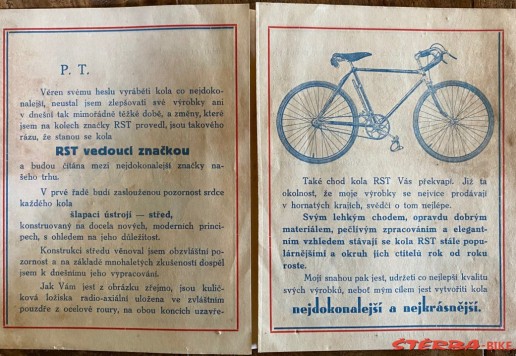 P. T.
Věren svému heslu vyráběti kola co nejdoko-
nalejší, neustal jsem zlepšovati své výrobky ani
v dnešní tak mimořádně těžké době, a změny, které
jsem na kolech značky RST provedl, jsou takového
rázu, že stanou se kola
RST vedoucí značkou
a budou čítána mezi nejdokonalejší značky na-
šeho trhu.
V prvé řadě budí zaslouženou pozornost srdce
každého kola
šlapací ústrojí — střed,
konstruovaný na docela nových, moderních princi-
pech, s ohledem na jeho důležitost.
Konstrukci středu věnoval jsem obzvláštní po-
zornost a na základě mnohaletých zkušeností dospěl
jsem k dnešnímu jeho vypracování.
Jak Vám jest z obrázku zřejmo, jsou kulič-
ková ložiska radio-axiální uložena ve zvláštním
pouzdře z ocelové roury, na obou koncích uzavře-
Také chod kola RST Vás překvapí. Již ta
okolnost, že moje výrobky se nejvíce prodávají
v hornatých krajích, svědčí o tom nejlépe.
Svým lehkým chodem, opravdu dobrým
materiálem, pečlivým zpracováním a elegant-
ním vzhledem stávají se kola RST stále popu-
lárnějšími a okruh jich ctitelů rok od roku
roste.
Mojí snahou pak jest, udržeti co nejlepší kvalitu
svých výrobků, neboť mým cílem jest vytvořiti kola
nejdokonalejší a nejkrásnější.
ŠTĚRBA-BIKE